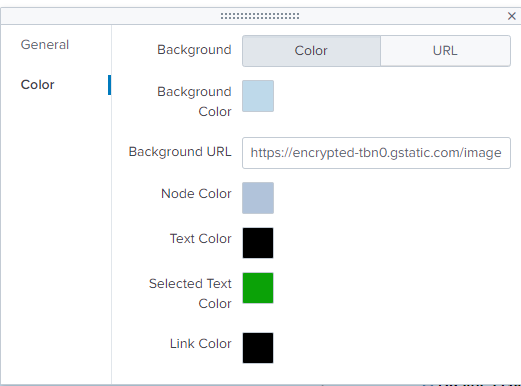 General
Color
Background
Color
URL
Background
Color
Background URL
https://encrypted-tbn0.gstatic.com/image
Node Color
Text Color
Selected Text
Color
Link Color